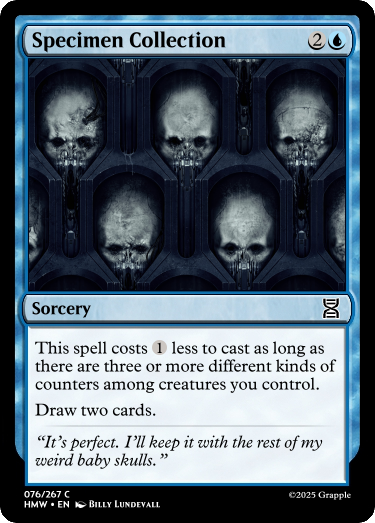 Specimen Collection 2
Sorcery
This spell costs 1 less to cast as long as
there are three or more different kinds of
counters among creatures you control.
Draw two cards.
“It’s perfect. I’ll keep it with the rest of my
weird baby skulls.”
076/267 C
HMW • EN Billy Lundevall
©2025 Grapple